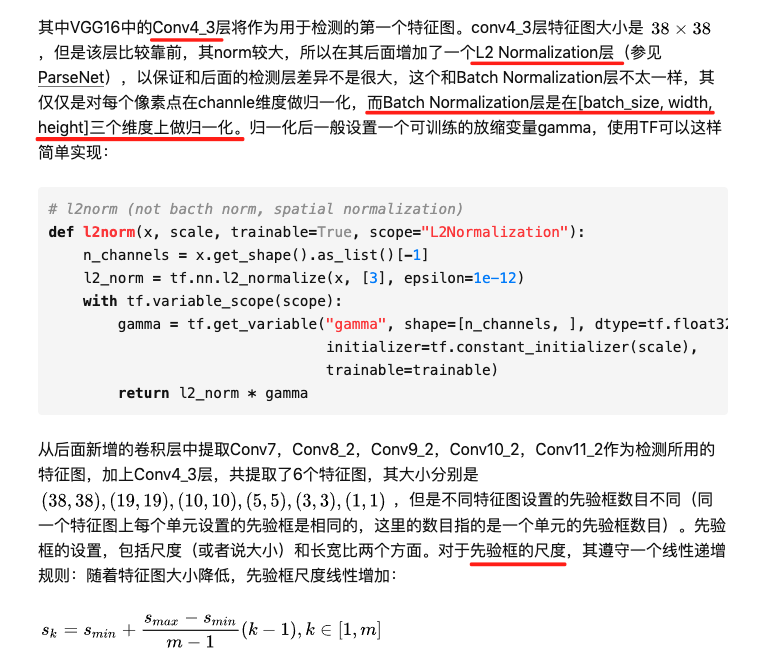 其中VGG16中的Conv4_3层将作为用于检测的第一个特征图。conv4_3层特征图大小是 38 × 38
，但是该层比较靠前，其norm较大，所以在其后面增加了一个L2 Normalization层（参见
ParseNet），以保证和后面的检测层差异不是很大，这个和Batch Normalization层不太一样，其
仅仅是对每个像素点在channle维度做归一化，而Batch Normalization层是在[batch_size, width,
height]三个维度上做归一化。归一化后一般设置一个可训练的放缩变量gamma，使用TF可以这样
简单实现：
# l2norm (not bacth norm, spatial normalization)
def l2norm(x, scale, trainable=True, scope="L2Normalization"):
    n_channels = x.get_shape().as_list()[-1]
    l2_norm = tf.nn.l2_normalize(x, [3], epsilon=1e-12)
    with tf.variable_scope(scope):
        gamma = tf.get_variable("gamma", shape=[n_channels, ], dtype=tf.float32
                                initializer=tf.constant_initializer(scale),
                                trainable=trainable)
        return l2_norm * gamma
从后面新增的卷积层中提取Conv7，Conv8_2，Conv9_2，Conv10_2，Conv11_2作为检测所用的
特征图，加上Conv4_3层，共提取了6个特征图，其大小分别是
(38, 38), (19, 19), (10, 10), (5, 5), (3, 3), (1, 1) ，但是不同特征图设置的先验框数目不同（同
一个特征图上每个单元设置的先验框是相同的，这里的数目指的是一个单元的先验框数目）。先验
框的设置，包括尺度（或者说大小）和长宽比两个方面。对于先验框的尺度，其遵守一个线性递增
规则：随着特征图大小降低，先验框尺度线性增加：
s_k = s_{min} + \frac{s_{max} - s_{min}}{m - 1}(k - 1), k ∈ [1, m]